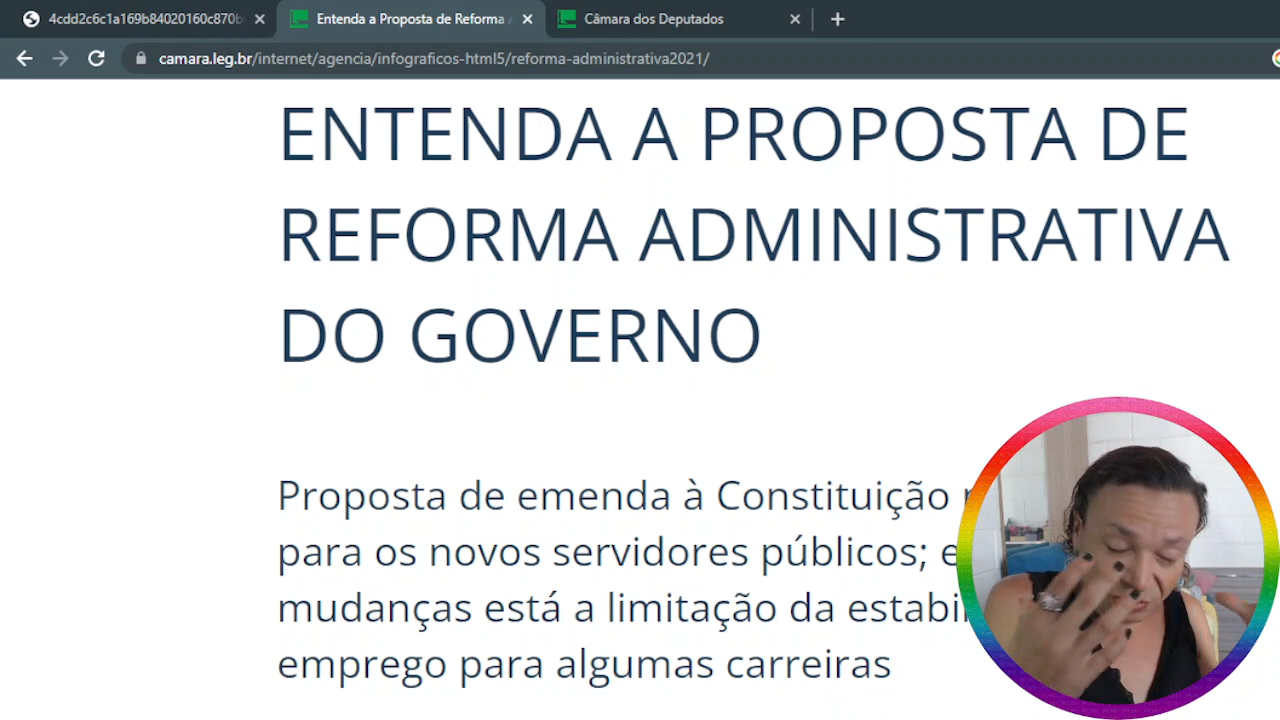 4cdd2c6c1a169b84020160c870b
Entenda a Proposta de Reforma
Câmara dos Deputados
camara.leg.br/internet/agencia/infograficos-html5/reforma-administrativa2021/
ENTENDA A PROPOSTA DE
REFORMA ADMINISTRATIVA
DO GOVERNO
Proposta de emenda à Constituição
para os novos servidores públicos;
mudanças está a limitação da
emprego para algumas carreiras